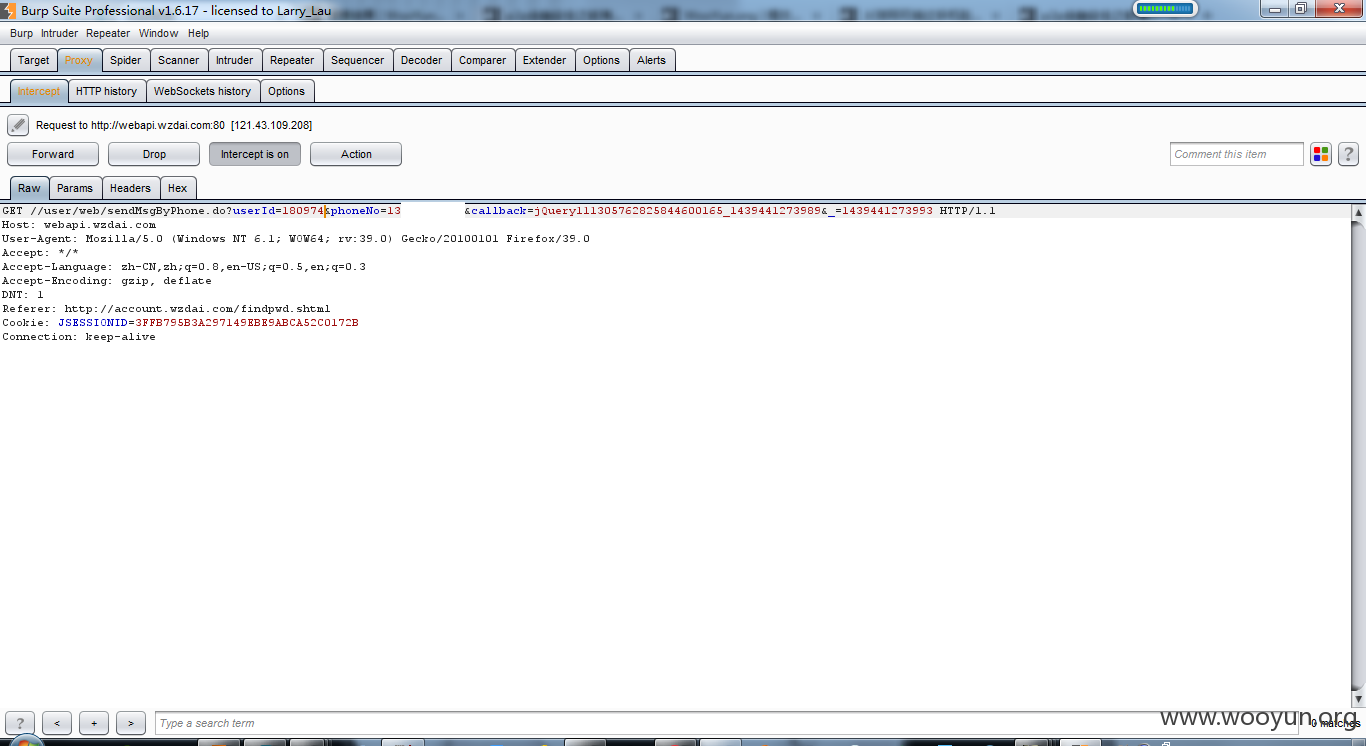 Burp Suite Professional v1.6.17 - licensed to Larry_Lau
Burp Intruder Repeater Window Help
Target Proxy Spider Scanner Intruder Repeater Sequencer Decoder Comparer Extender Options Alerts
Intercept HTTP history WebSockets history Options
Request to http://webapi.wzdai.com:80 [121.43.109.208]
Forward Drop Intercept is on Action Comment this item ?
Raw Params Headers Hex
GET //user/web/sendMsgByPhone.do?userId=180974&phoneNo=13 &callback=jQuery111305762825844600165_1439441273989&_=1439441273993 HTTP/1.1
Host: webapi.wzdai.com
User-Agent: Mozilla/5.0 (Windows NT 6.1; WOW64; rv:39.0) Gecko/20100101 Firefox/39.0
Accept: */*
Accept-Language: zh-CN,zh;q=0.8,en-US;q=0.5,en;q=0.3
Accept-Encoding: gzip, deflate
DNT: 1
Referer: http://account.wzdai.com/findpwd.shtml
Cookie: JSESSIONID=3FFB795B3A297149EBE9ABCA52C0172B
Connection: keep-alive
? < + > Type a search term 0 matches
www.wooyun.org